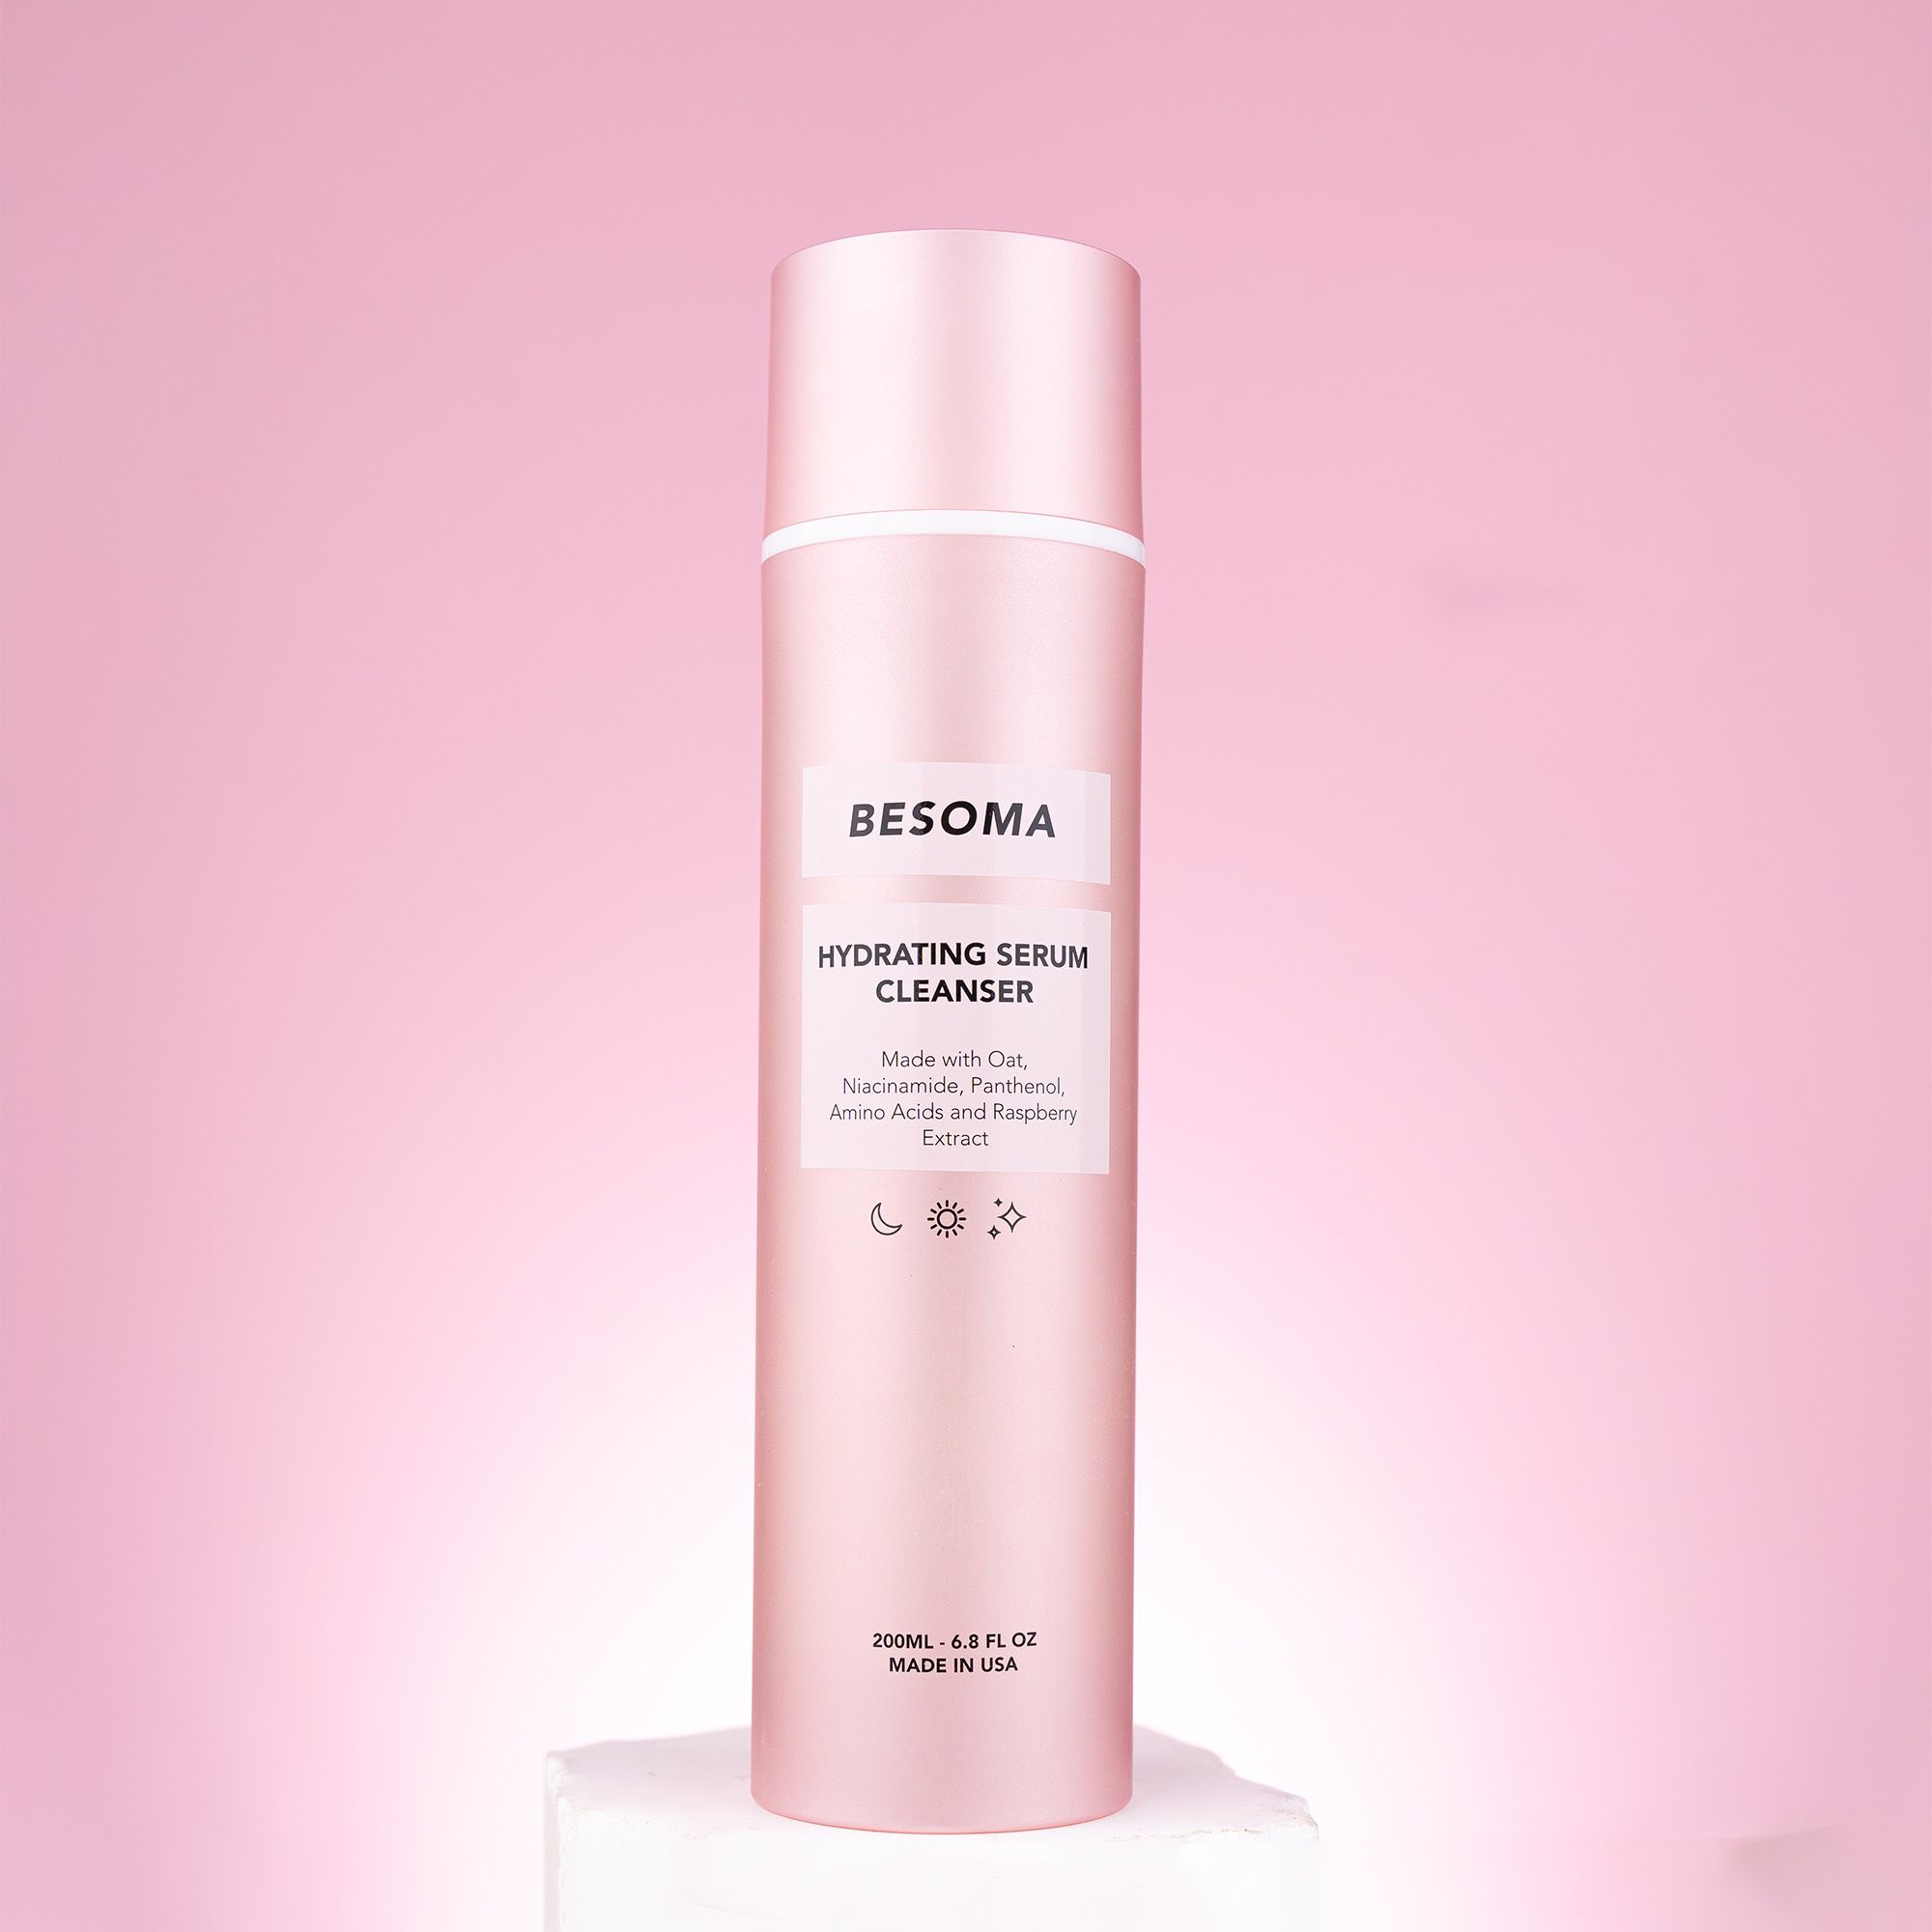 BESOMA
HYDRATING SERUM
CLEANSER
Made with Oat,
Niacinamide, Panthenol,
Amino Acids and Raspberry
Extract
200ML - 6.8 FL OZ
MADE IN USA